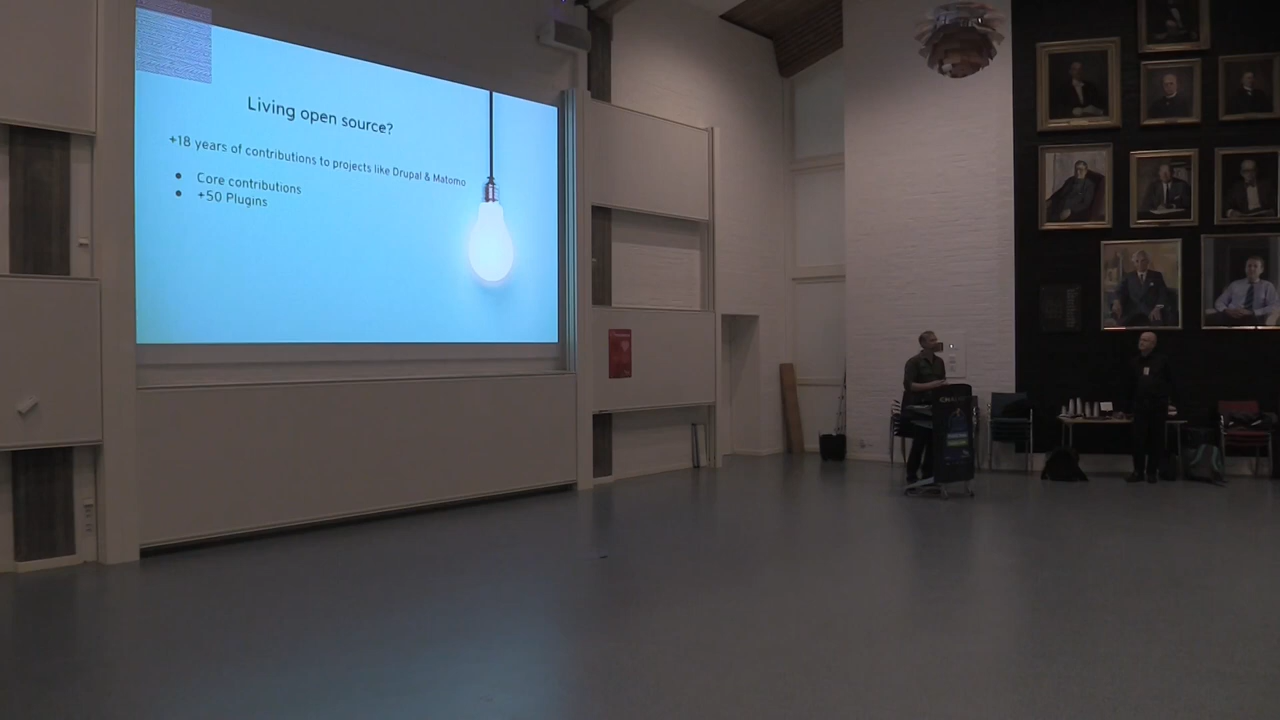 Living open source?
+18 years of contributions to projects like Drupal & Matomo
● Core contributions
● +50 Plugins